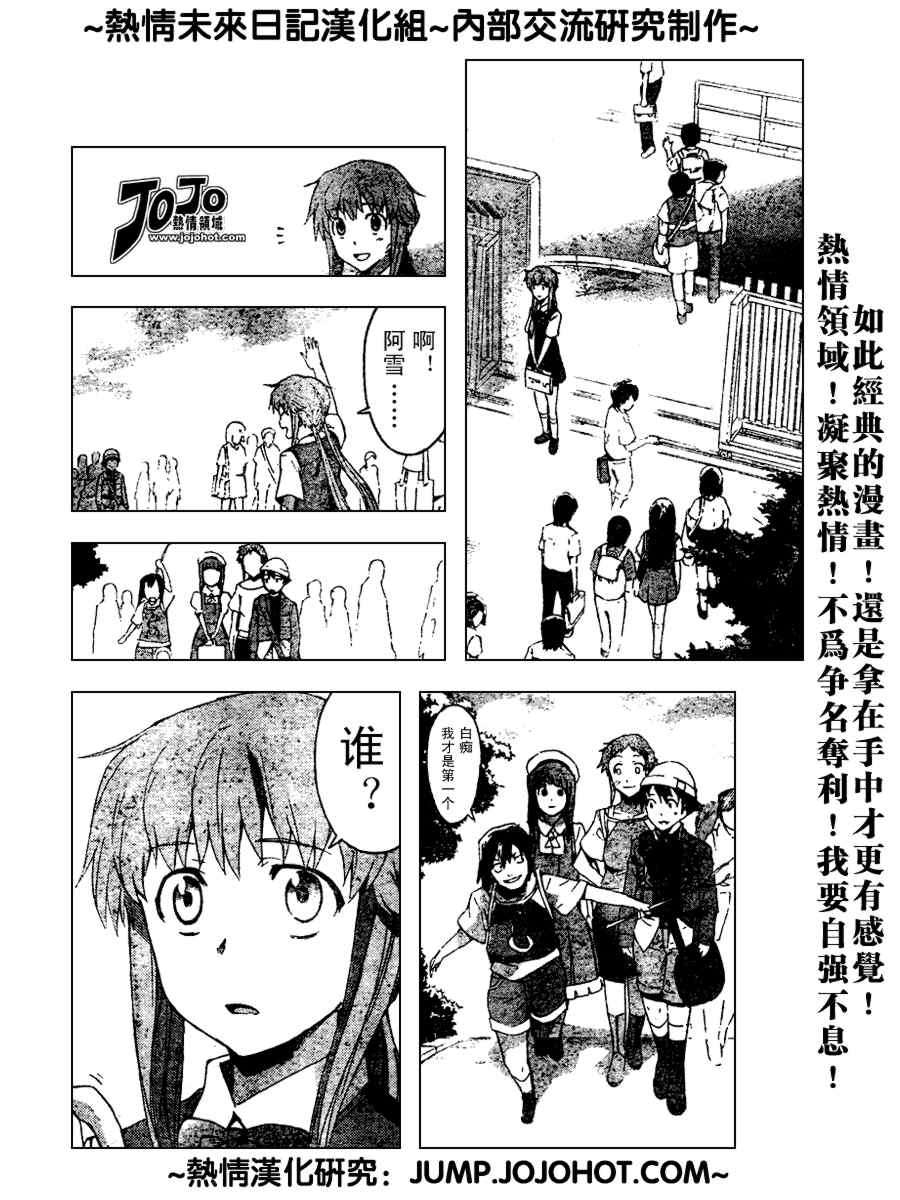 ~熱情未來日記漢化組~內部交流研究制作~
如此經典的漫畫！還是拿在手中才更有感覺！
熱情領域！凝聚熱情！不爲争名奪利！我要自强不息！
JOJO
熱情領域
www.jojohot.com
啊！
阿雪……
白痴
我才是第一个
谁？
~熱情漢化研究：JUMP.JOJOHOT.COM~